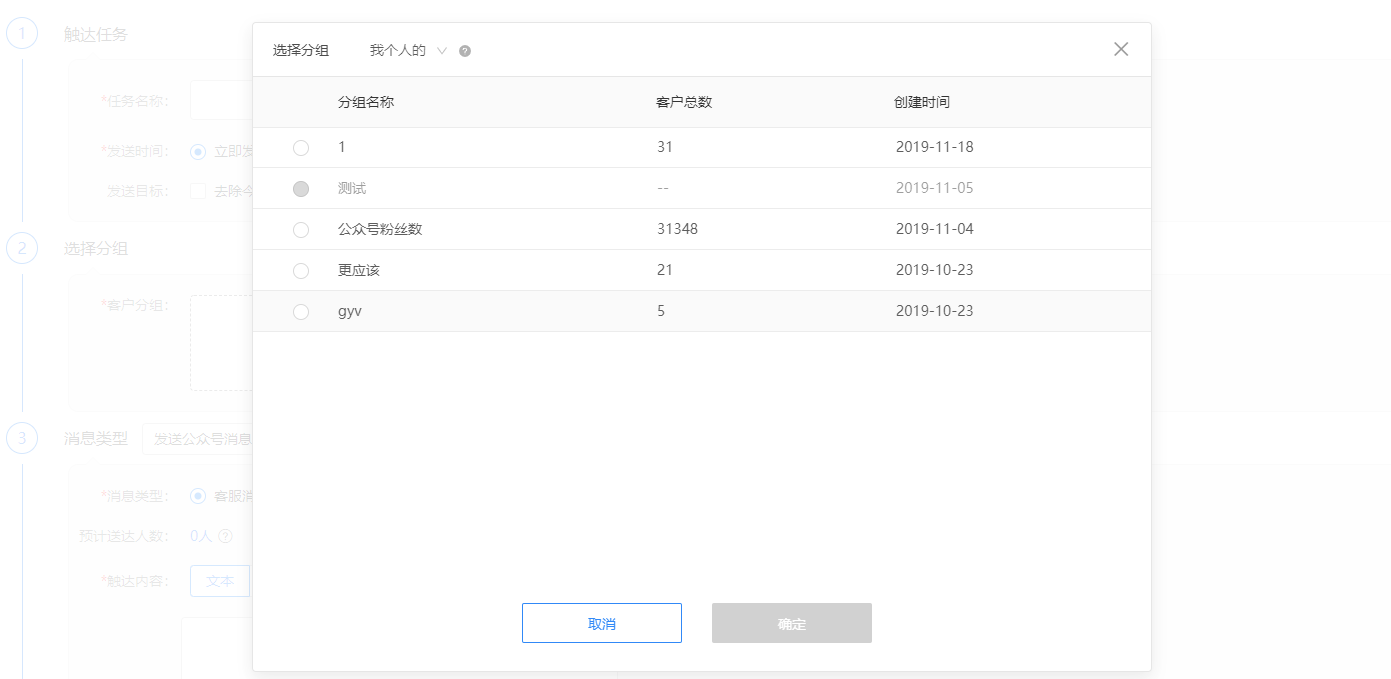 1 触达任务
*任务名称:
*发送时间: 立即发
发送目标: 去除今
2 选择分组
*客户分组:
3 消息类型 发送公众号消息
*消息类型: 客服消
预计送达人数: 0人 ?
*触达内容: 文本
选择分组 我个人的 ?
分组名称 客户总数 创建时间
1 31 2019-11-18
测试 -- 2019-11-05
公众号粉丝数 31348 2019-11-04
更应该 21 2019-10-23
gyv 5 2019-10-23
取消 确定